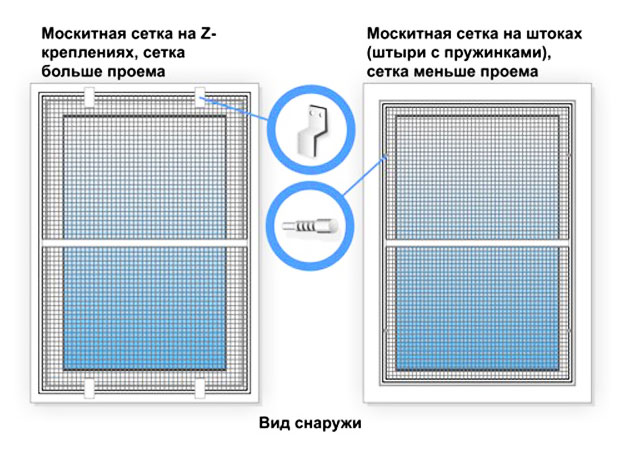 Москитная сетка на Z-
креплениях, сетка
больше проема
Москитная сетка на штоках
(штыри с пружинками),
сетка меньше проема
Вид снаружи